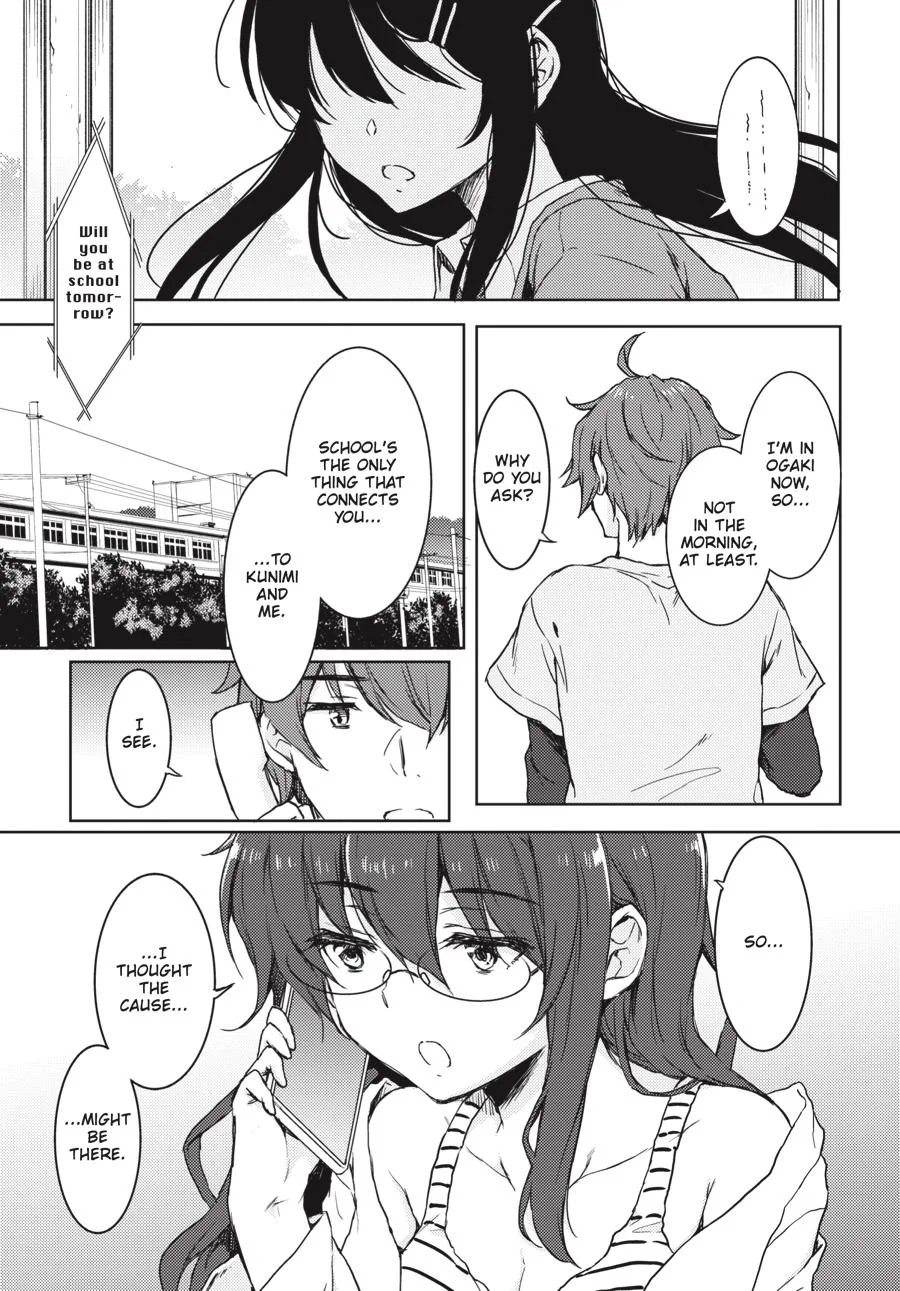 Will
you
be at
school
tomor-
row?
I'M IN
OGAKI
NOW,
SO...
NOT
IN THE
MORNING,
AT LEAST.
WHY
DO YOU
ASK?
SCHOOL'S
THE ONLY
THING THAT
CONNECTS
YOU...
...TO
KUNIMI
AND
ME.
I
SEE.
SO...
...I
THOUGHT
THE
CAUSE...
...MIGHT
BE
THERE.